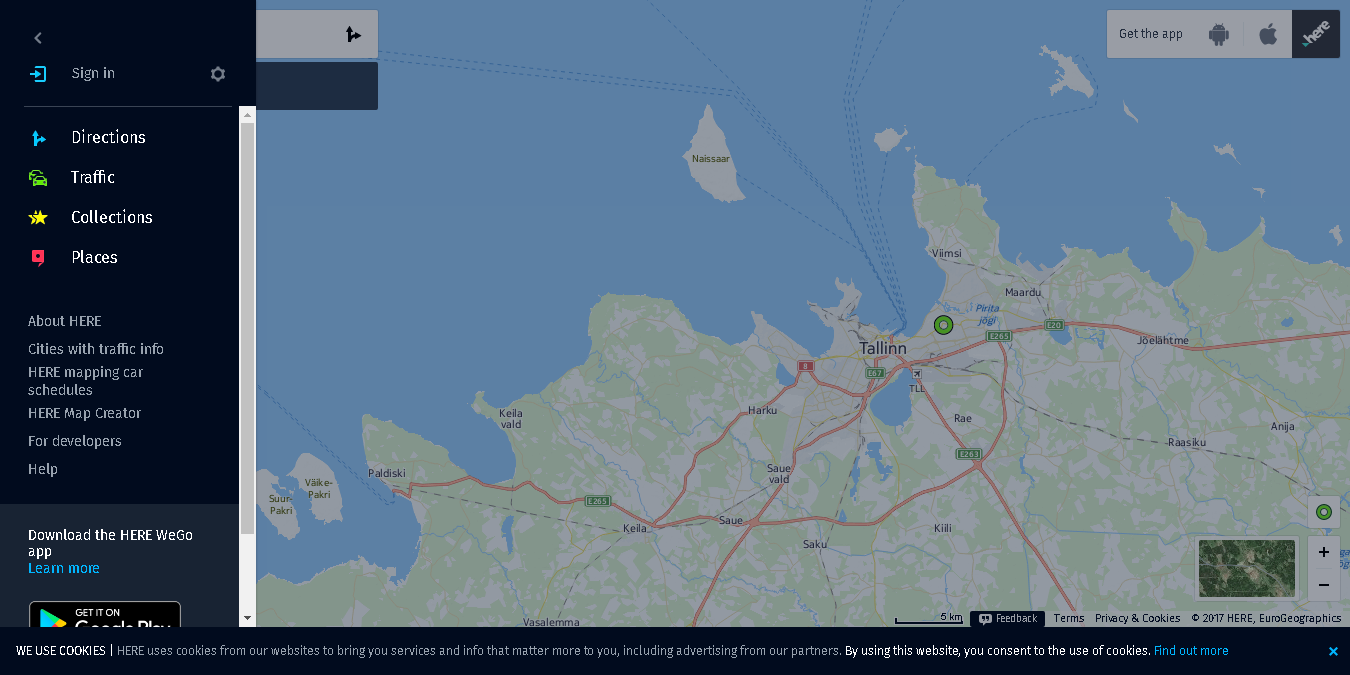 Sign in
Directions
Traffic
Collections
Places
About HERE
Cities with traffic info
HERE mapping car
schedules
HERE Map Creator
For developers
Help
Download the HERE WeGo
app
Learn more
GET IT ON
Google Play
Get the app
here
Naissaar
Viimsi
Maardu
Pirita
jõgi
E20
E265
Jõelähtme
Tallinn
8
E67
TLL
Keila
vald
Harku
Rae
Anija
Raasiku
E263
Paldiski
Saue
vald
Väike-
Pakri
Suur-
Pakri
E265
Saue
Keila
Kiili
Saku
Vasalemma
+
−
5 km
Feedback
Terms
Privacy & Cookies
© 2017 HERE, EuroGeographics
WE USE COOKIES | HERE uses cookies from our websites to bring you services and info that matter more to you, including advertising from our partners. By using this website, you consent to the use of cookies. Find out more